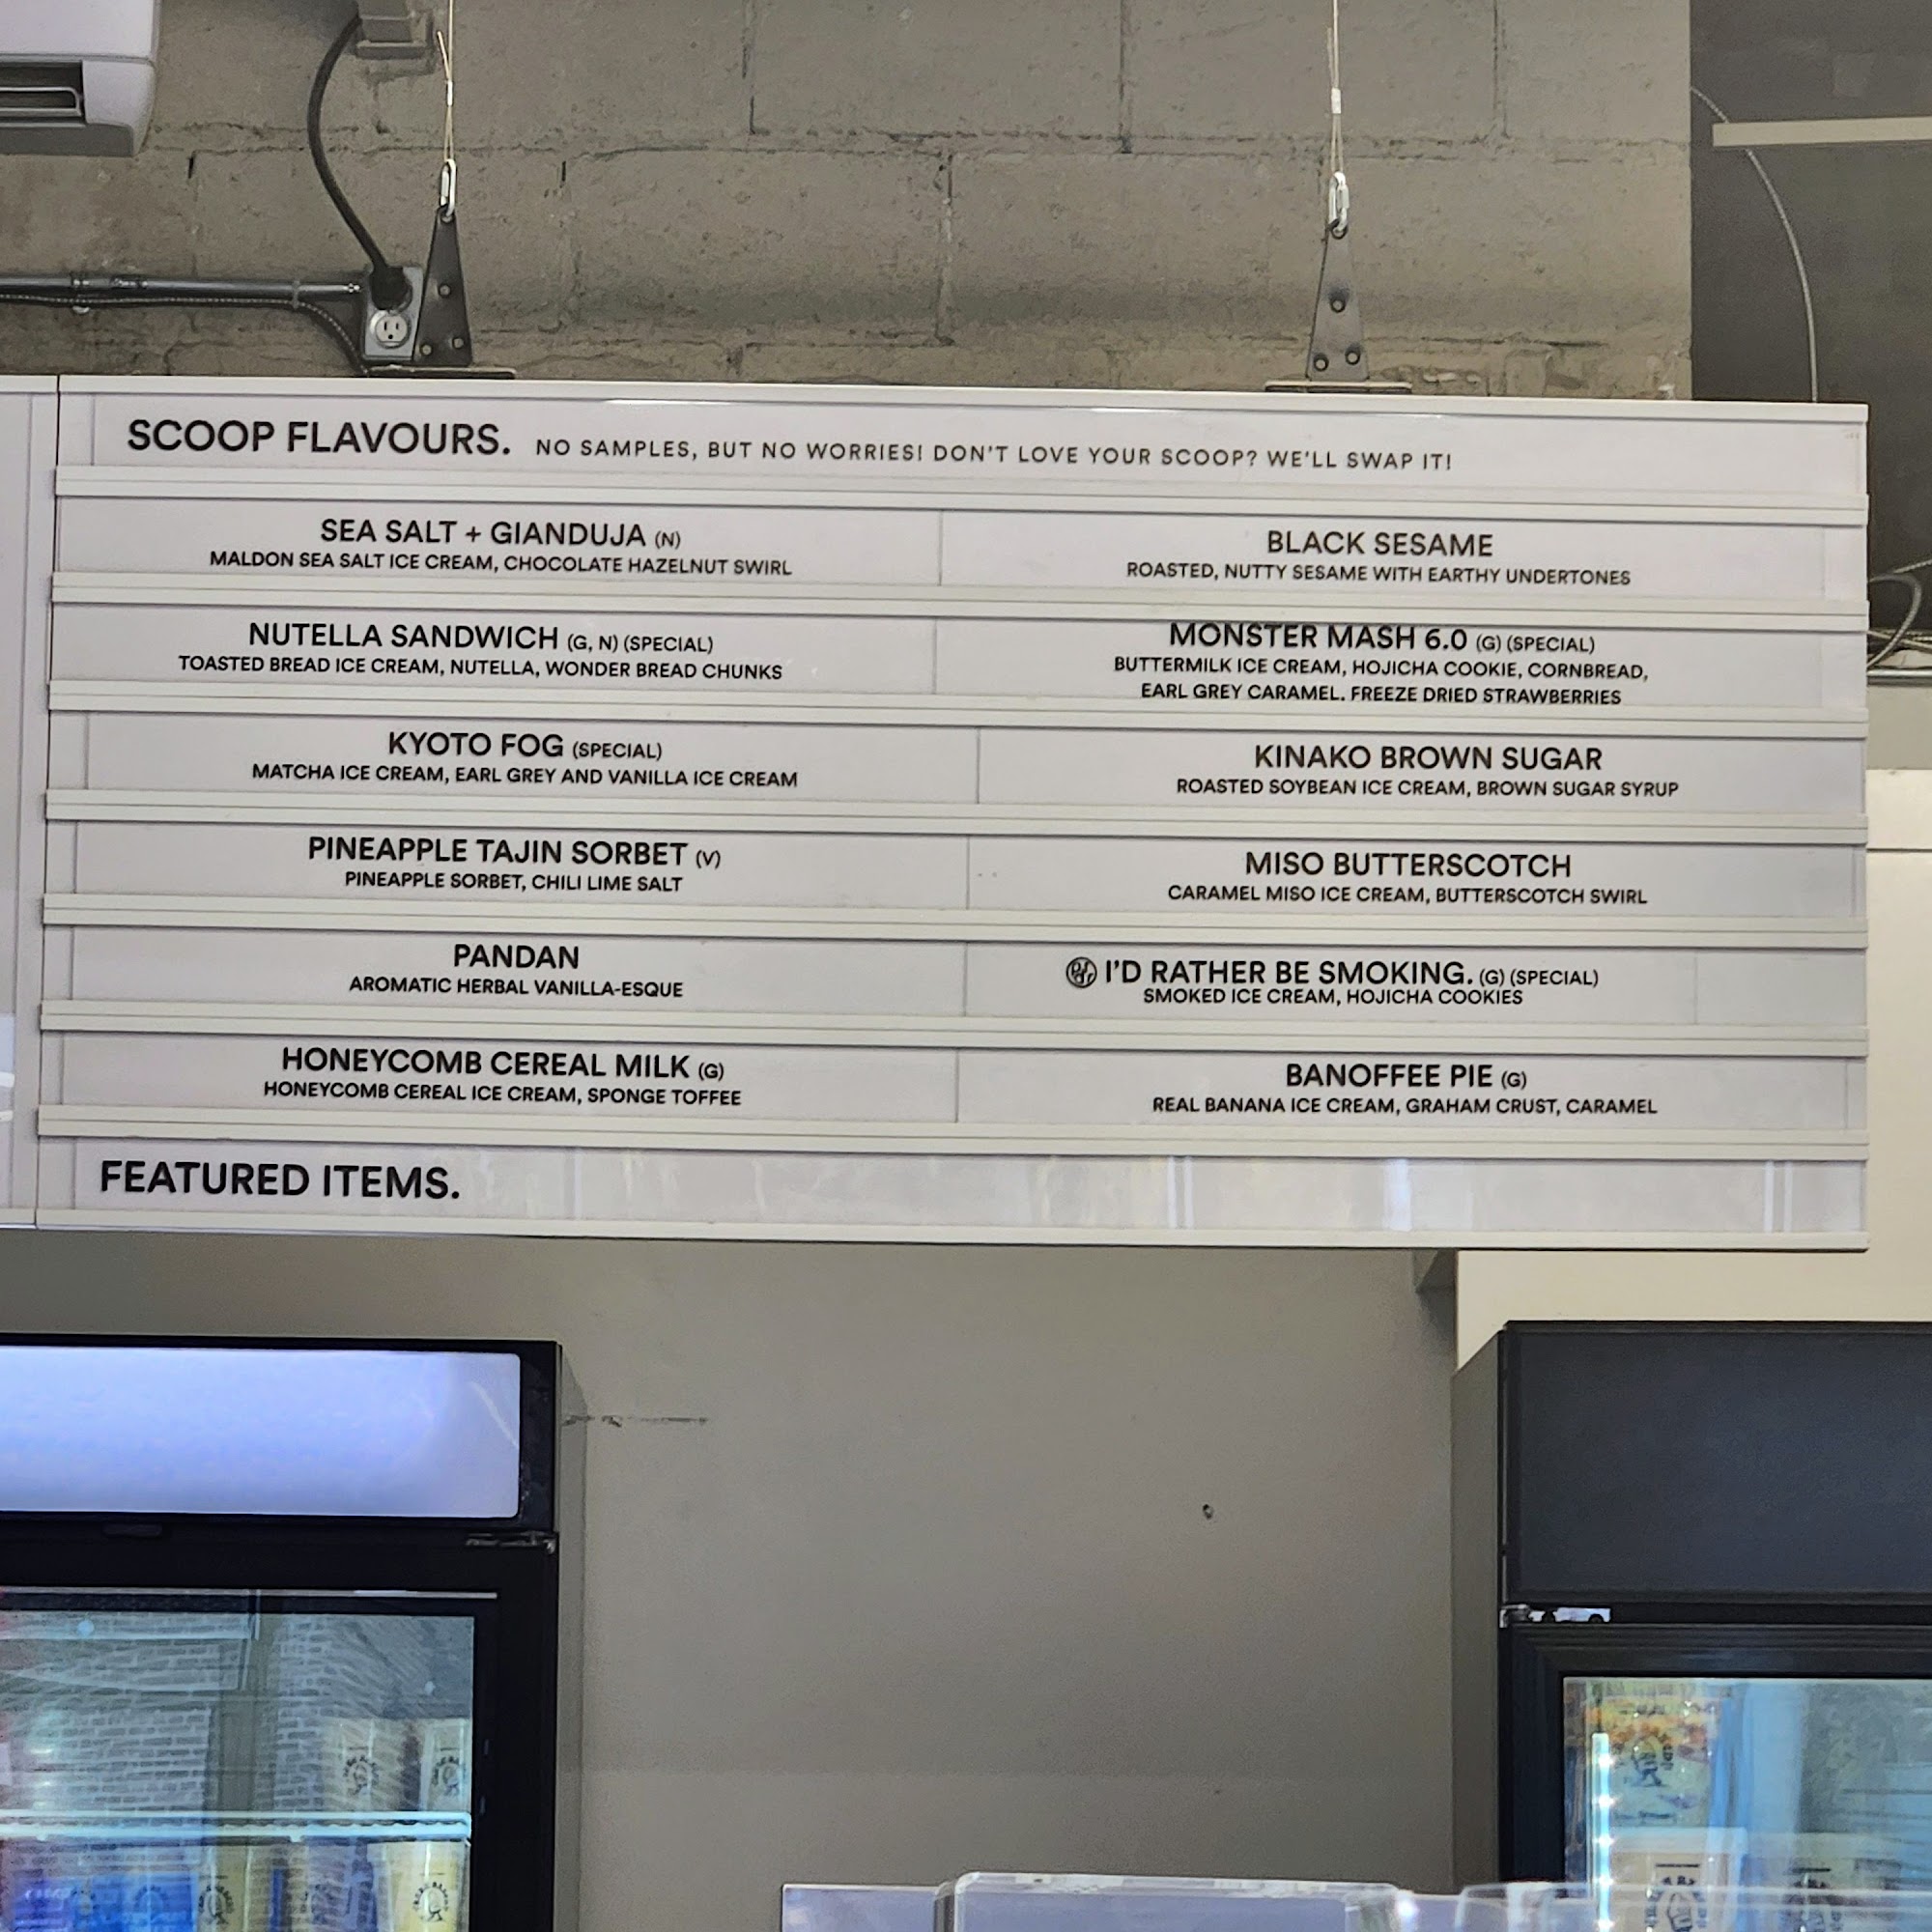 SCOOP FLAVOURS. NO SAMPLES, BUT NO WORRIES! DON'T LOVE YOUR SCOOP? WE'LL SWAP IT!
SEA SALT + GIANDUJA (N)
MALDON SEA SALT ICE CREAM, CHOCOLATE HAZELNUT SWIRL
BLACK SESAME
ROASTED, NUTTY SESAME WITH EARTHY UNDERTONES
NUTELLA SANDWICH (G, N) (SPECIAL)
TOASTED BREAD ICE CREAM, NUTELLA, WONDER BREAD CHUNKS
MONSTER MASH 6.0 (G) (SPECIAL)
BUTTERMILK ICE CREAM, HOJICHA COOKIE, CORNBREAD,
EARL GREY CARAMEL. FREEZE DRIED STRAWBERRIES
KYOTO FOG (SPECIAL)
MATCHA ICE CREAM, EARL GREY AND VANILLA ICE CREAM
KINAKO BROWN SUGAR
ROASTED SOYBEAN ICE CREAM, BROWN SUGAR SYRUP
PINEAPPLE TAJIN SORBET (V)
PINEAPPLE SORBET, CHILI LIME SALT
MISO BUTTERSCOTCH
CARAMEL MISO ICE CREAM, BUTTERSCOTCH SWIRL
PANDAN
AROMATIC HERBAL VANILLA-ESQUE
I'D RATHER BE SMOKING. (G) (SPECIAL)
SMOKED ICE CREAM, HOJICHA COOKIES
HONEYCOMB CEREAL MILK (G)
HONEYCOMB CEREAL ICE CREAM, SPONGE TOFFEE
BANOFFEE PIE (G)
REAL BANANA ICE CREAM, GRAHAM CRUST, CARAMEL
FEATURED ITEMS.